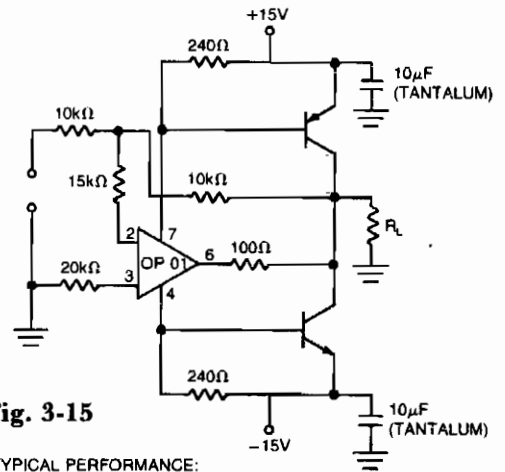 +15V
240Ω
10μF
(TANTALUM)
10kΩ
15kΩ
10kΩ
7
2
OP 01
6
100Ω
R_L
20kΩ
3
4
240Ω
ig. 3-15
10μF
(TANTALUM)
−15V
YPICAL PERFORMANCE: